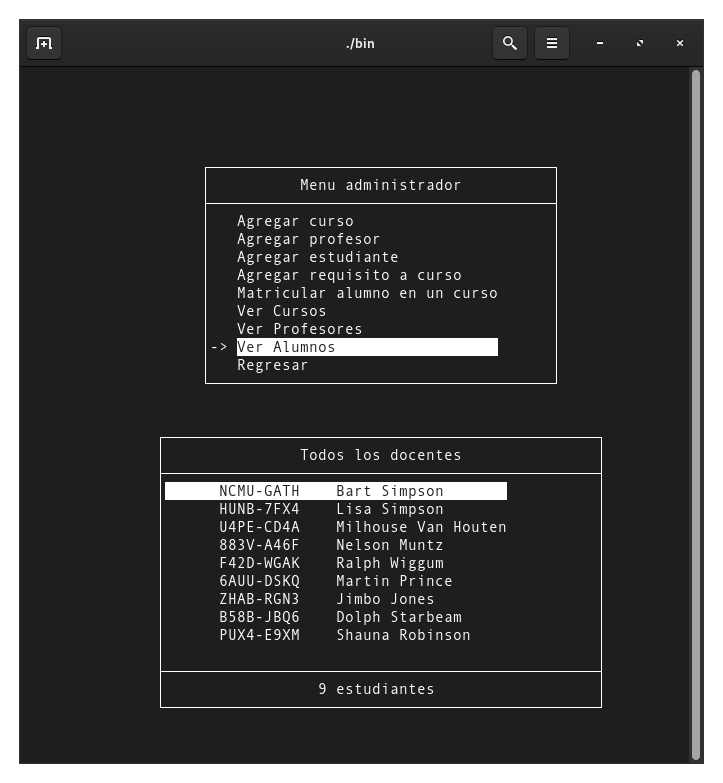 ./bin
Menu administrador
Agregar curso
Agregar profesor
Agregar estudiante
Agregar requisito a curso
Matricular alumno en un curso
Ver Cursos
Ver Profesores
-> Ver Alumnos
Regresar
Todos los docentes
NCMU-GATH Bart Simpson
HUNB-7FX4 Lisa Simpson
U4PE-CD4A Milhouse Van Houten
883V-A46F Nelson Muntz
F42D-WGAK Ralph Wiggum
6AUU-DSKQ Martin Prince
ZHAB-RGN3 Jimbo Jones
B58B-JBQ6 Dolph Starbeam
PUX4-E9XM Shauna Robinson
9 estudiantes